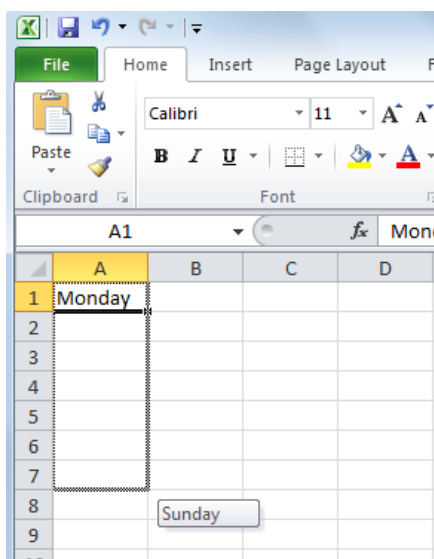 File Home Insert Page Layout F
Calibri 11 A A
Paste B I U A
Clipboard Font
A1 fx Mon
A B C D
1 Monday
2
3
4
5
6
7
8 Sunday
9